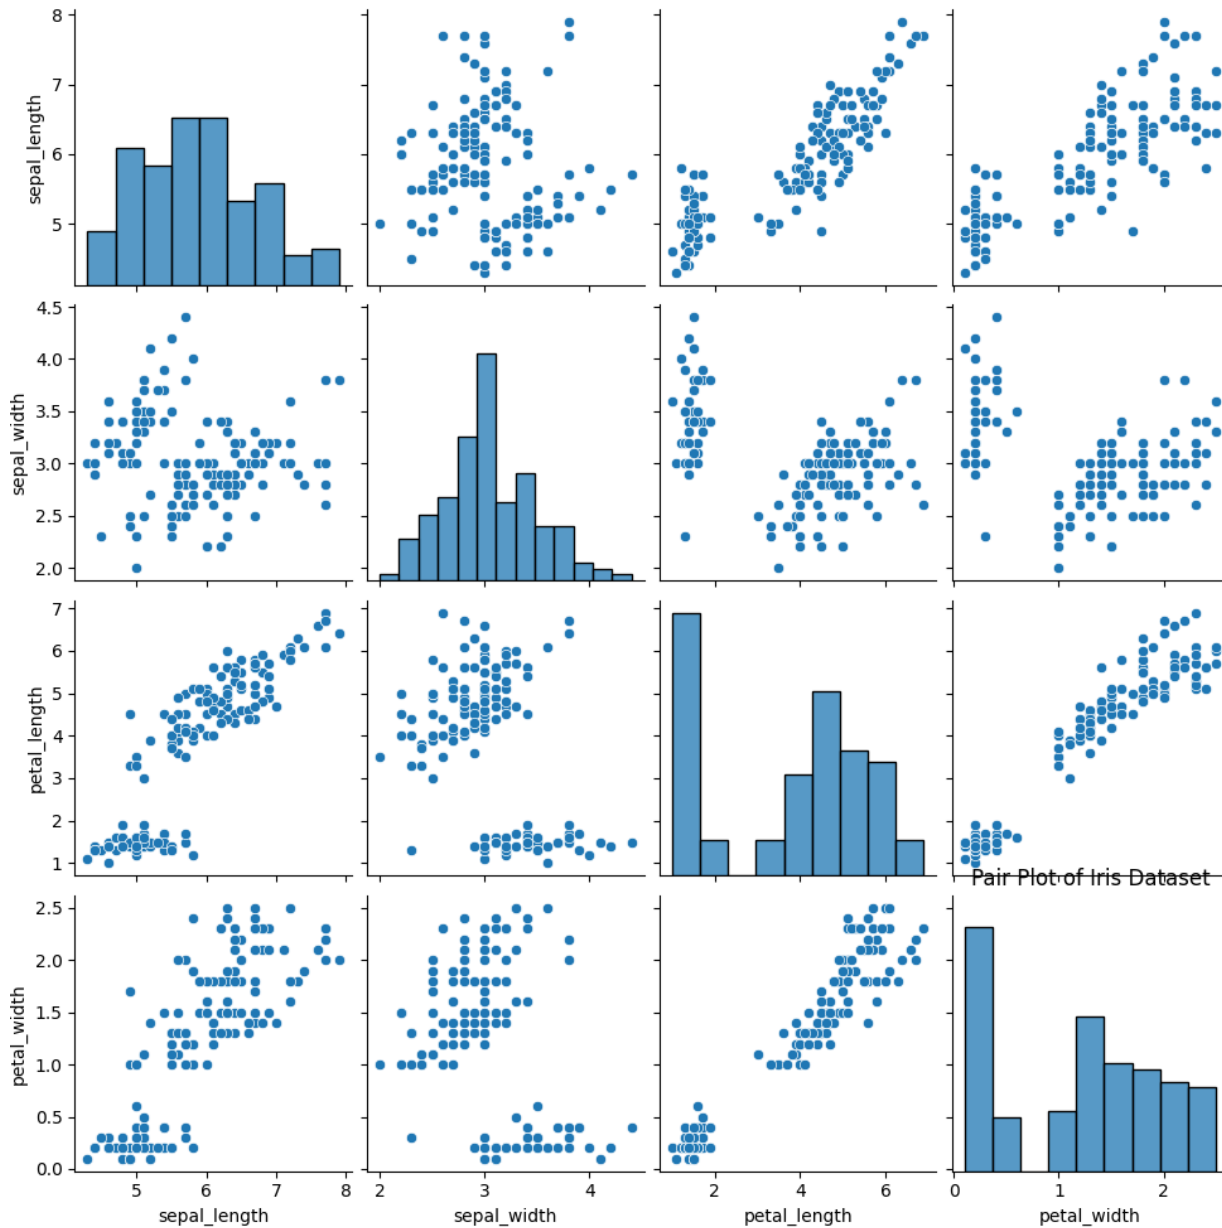 8
7
6
5
sepal_length
4.5
4.0
3.5
3.0
2.5
2.0
sepal_width
7
6
5
4
3
2
1
petal_length
Pair Plot of Iris Dataset
2.5
2.0
1.5
1.0
0.5
0.0
petal_width
5 6 7 8
2 3 4
2 4 6
0 1 2
sepal_length sepal_width petal_length petal_width